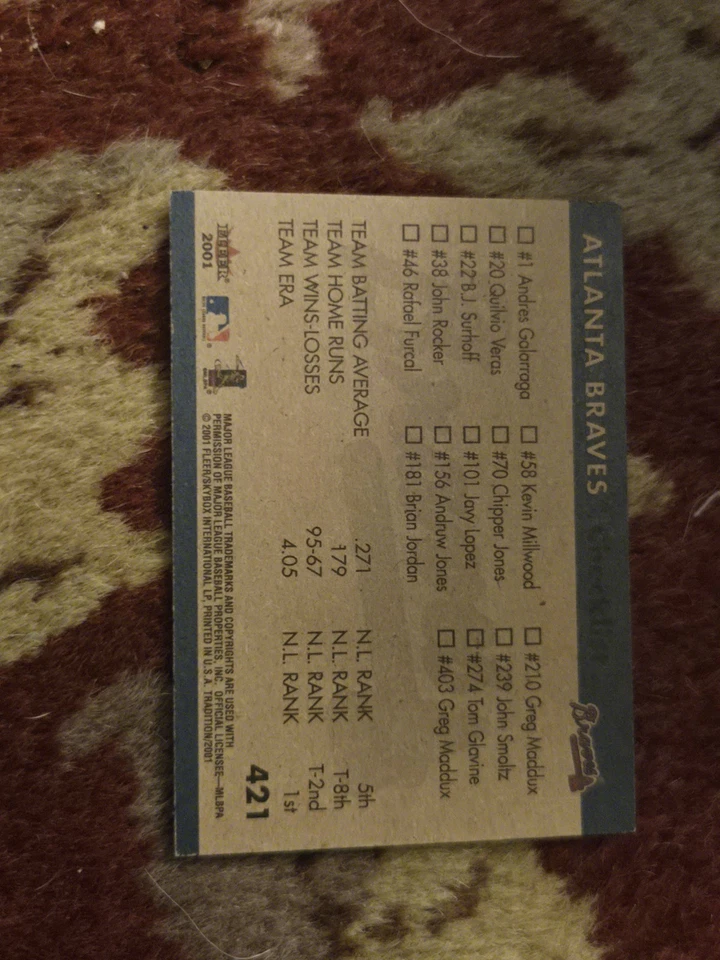 ATLANTA BRAVES Checklist Braves
#1 Andres Galarraga #58 Kevin Millwood #210 Greg Maddux
#20 Quilvio Veras #70 Chipper Jones #239 John Smoltz
#22 B.J. Surhoff #101 Javy Lopez #274 Tom Glavine
#38 John Rocker #156 Andruw Jones #403 Greg Maddux
#46 Rafael Furcal #181 Brian Jordan
TEAM BATTING AVERAGE .271 N.L. RANK 5th
TEAM HOME RUNS 179 N.L. RANK T-8th
TEAM WINS-LOSSES 95-67 N.L. RANK T-2nd
TEAM ERA 4.05 N.L. RANK 1st
421
FLEER
2001
MAJOR LEAGUE BASEBALL TRADEMARKS AND COPYRIGHTS ARE USED WITH
PERMISSION OF MAJOR LEAGUE BASEBALL PROPERTIES, INC. OFFICIAL LICENSEE—MLBPA
© 2001 FLEER/SKYBOX INTERNATIONAL LP, PRINTED IN U.S.A. TRADITION/2001